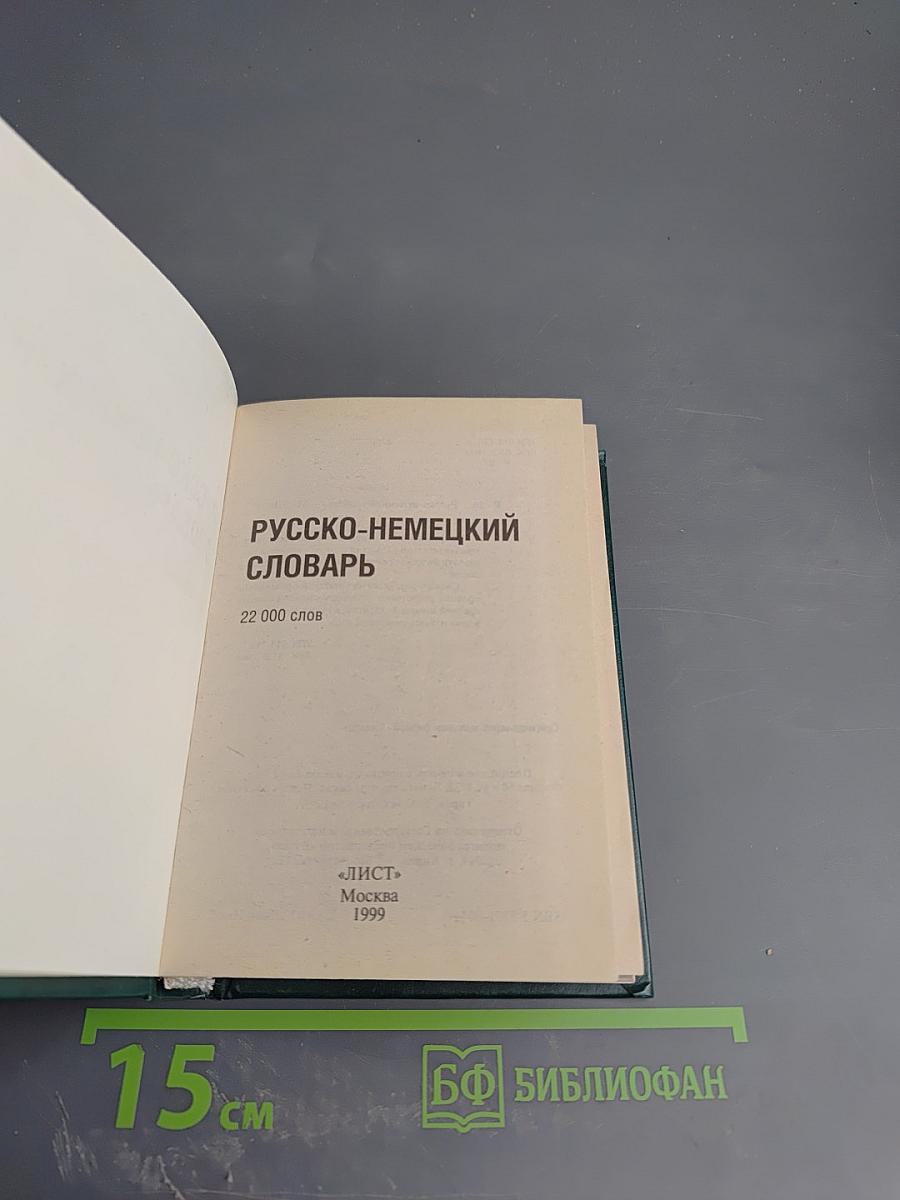 РУССКО-НЕМЕЦКИЙ
СЛОВАРЬ
22 000 слов
«ЛИСТ»
Москва
1999
15 см
БФ БИБЛИОФАН